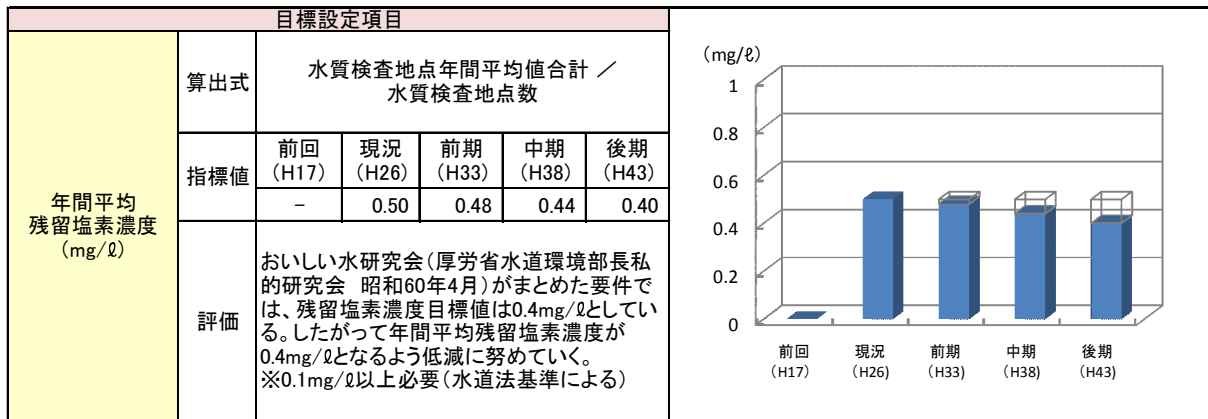 目標設定項目
年間平均
残留塩素濃度
(mg/ℓ)
算出式
水質検査地点年間平均値合計 ／
水質検査地点数
指標値
前回 現況 前期 中期 後期
(H17) (H26) (H33) (H38) (H43)
− 0.50 0.48 0.44 0.40
評価
おいしい水研究会(厚労省水道環境部長私
的研究会　昭和60年4月)がまとめた要件で
は、残留塩素濃度目標値は0.4mg/ℓとしてい
る。したがって年間平均残留塩素濃度が
0.4mg/ℓとなるよう低減に努めていく。
※0.1mg/ℓ以上必要(水道法基準による)
(mg/ℓ)
1
0.8
0.6
0.4
0.2
0
前回 現況 前期 中期 後期
(H17) (H26) (H33) (H38) (H43)